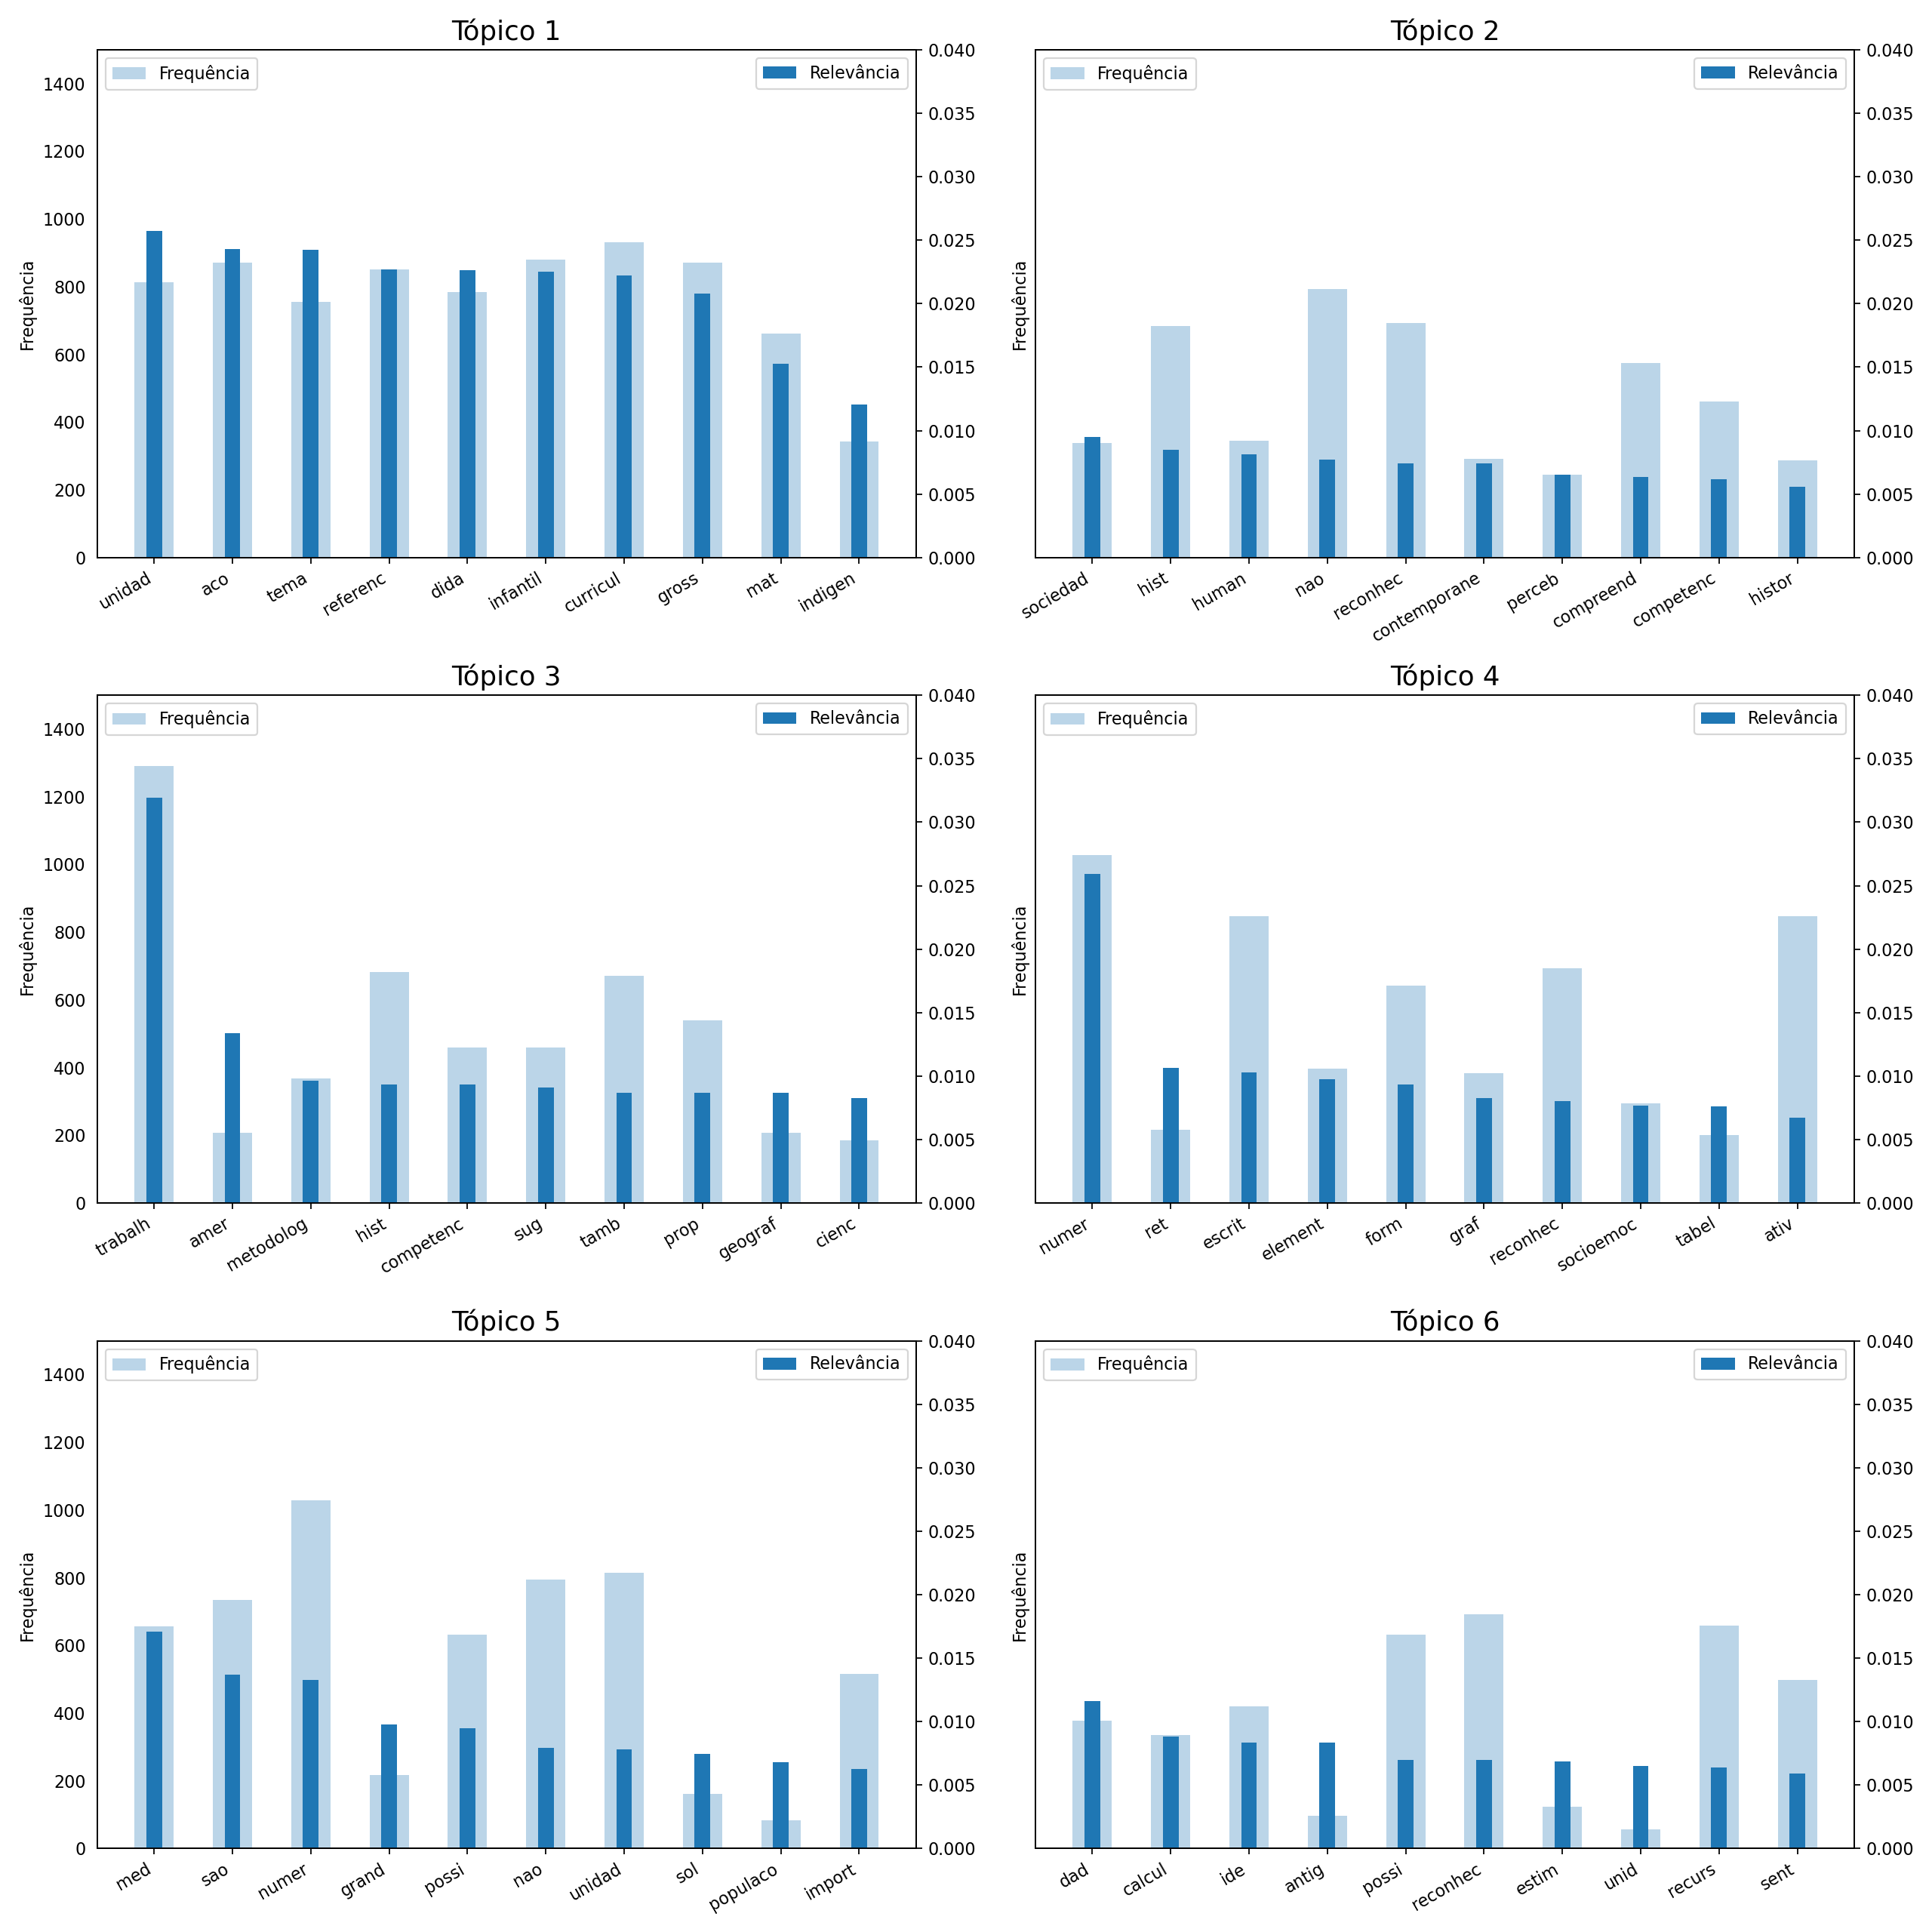 Tópico 1
Frequência
Relevância
1400
1200
1000
800
600
400
200
0
Frequência
0.040
0.035
0.030
0.025
0.020
0.015
0.010
0.005
0.000
unidad aco tema referenc dida infantil curricul gross mat indigen
Tópico 2
Frequência
Relevância
Frequência
0.040
0.035
0.030
0.025
0.020
0.015
0.010
0.005
0.000
sociedad hist human nao reconhec contemporane perceb compreend competenc histor
Tópico 3
Frequência
Relevância
1400
1200
1000
800
600
400
200
0
Frequência
0.040
0.035
0.030
0.025
0.020
0.015
0.010
0.005
0.000
trabalh amer metodolog hist competenc sug tamb prop geograf cienc
Tópico 4
Frequência
Relevância
Frequência
0.040
0.035
0.030
0.025
0.020
0.015
0.010
0.005
0.000
numer ret escrit element form graf reconhec socioemoc tabel ativ
Tópico 5
Frequência
Relevância
1400
1200
1000
800
600
400
200
0
Frequência
0.040
0.035
0.030
0.025
0.020
0.015
0.010
0.005
0.000
med sao numer grand possi nao unidad sol populaco import
Tópico 6
Frequência
Relevância
Frequência
0.040
0.035
0.030
0.025
0.020
0.015
0.010
0.005
0.000
dad calcul ide antig possi reconhec estim unid recurs sent